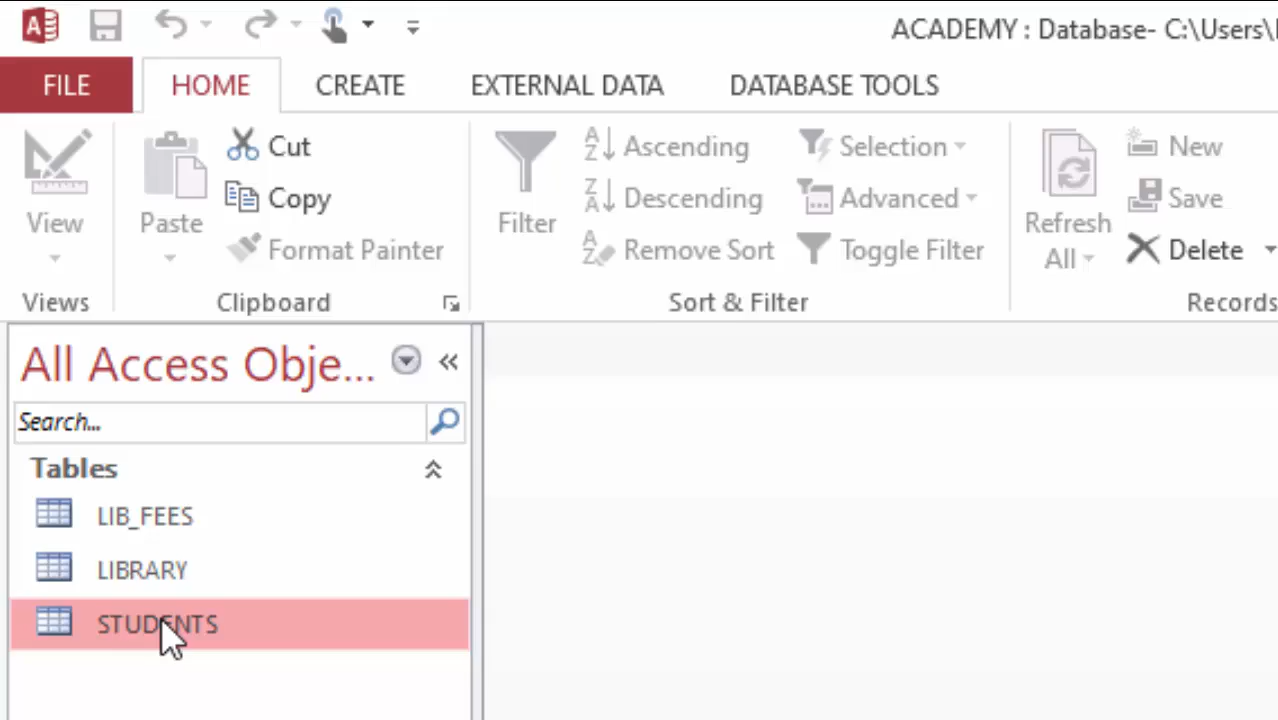 ACADEMY : Database- C:\Users\
FILE HOME CREATE EXTERNAL DATA DATABASE TOOLS
View
Views
Paste
Cut
Copy
Format Painter
Clipboard
Filter
Ascending
Descending
Remove Sort
Selection
Advanced
Toggle Filter
Sort & Filter
Refresh
All
New
Save
Delete
Records
All Access Obje...
Search...
Tables
LIB_FEES
LIBRARY
STUDENTS